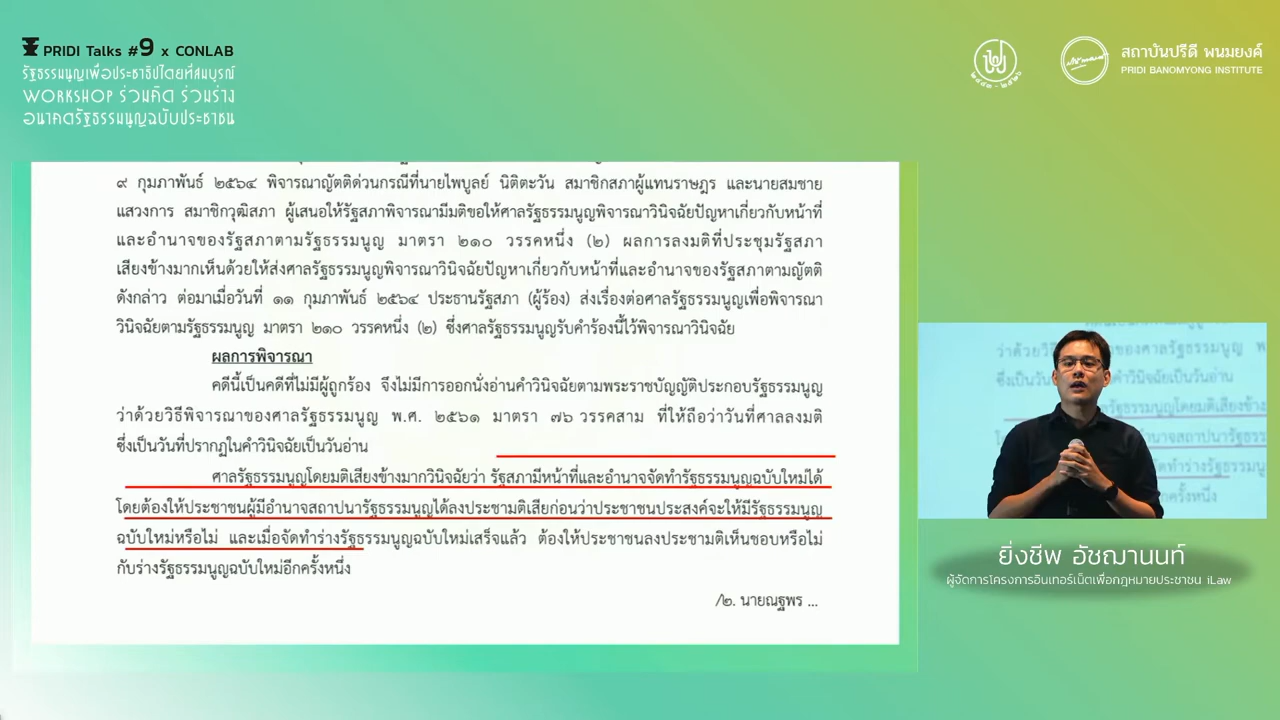 PRIDI Talks #9 x CONLAB
รัฐธรรมนูญเพื่อประชาธิปไตยที่สมบูรณ์
WORKSHOP ร่วมคิด ร่วมร่าง
อนาคตรัฐธรรมนูญฉบับประชาชน
๒๔๔๓ - ๒๕๒๖
สถาบันปรีดี พนมยงค์
PRIDI BANOMYONG INSTITUTE
๙ กุมภาพันธ์ ๒๕๖๔ พิจารณาญัตติด่วนกรณีที่นายไพบูลย์ นิติตะวัน สมาชิกสภาผู้แทนราษฎร และนายสมชาย
แสวงการ สมาชิกวุฒิสภา ผู้เสนอให้รัฐสภาพิจารณามีมติขอให้ศาลรัฐธรรมนูญพิจารณาวินิจฉัยปัญหาเกี่ยวกับหน้าที่
และอำนาจของรัฐสภาตามรัฐธรรมนูญ มาตรา ๒๑๐ วรรคหนึ่ง (๒) ผลการลงมติที่ประชุมรัฐสภา
เสียงข้างมากเห็นด้วยให้ส่งศาลรัฐธรรมนูญพิจารณาวินิจฉัยปัญหาเกี่ยวกับหน้าที่และอำนาจของรัฐสภาตามญัตติ
ดังกล่าว ต่อมาเมื่อวันที่ ๑๑ กุมภาพันธ์ ๒๕๖๔ ประธานรัฐสภา (ผู้ร้อง) ส่งเรื่องต่อศาลรัฐธรรมนูญเพื่อพิจารณา
วินิจฉัยตามรัฐธรรมนูญ มาตรา ๒๑๐ วรรคหนึ่ง (๒) ซึ่งศาลรัฐธรรมนูญรับคำร้องนี้ไว้พิจารณาวินิจฉัย
ผลการพิจารณา
คดีนี้เป็นคดีที่ไม่มีผู้ถูกร้อง จึงไม่มีการออกนั่งอ่านคำวินิจฉัยตามพระราชบัญญัติประกอบรัฐธรรมนูญ
ว่าด้วยวิธีพิจารณาของศาลรัฐธรรมนูญ พ.ศ. ๒๕๖๑ มาตรา ๗๖ วรรคสาม ที่ให้ถือว่าวันที่ศาลลงมติ
ซึ่งเป็นวันที่ปรากฏในคำวินิจฉัยเป็นวันอ่าน
ศาลรัฐธรรมนูญโดยมติเสียงข้างมากวินิจฉัยว่า รัฐสภามีหน้าที่และอำนาจจัดทำรัฐธรรมนูญฉบับใหม่ได้
โดยต้องให้ประชาชนผู้มีอำนาจสถาปนารัฐธรรมนูญได้ลงประชามติเสียก่อนว่าประชาชนประสงค์จะให้มีรัฐธรรมนูญ
ฉบับใหม่หรือไม่ และเมื่อจัดทำร่างรัฐธรรมนูญฉบับใหม่เสร็จแล้ว ต้องให้ประชาชนลงประชามติเห็นชอบหรือไม่
กับร่างรัฐธรรมนูญฉบับใหม่อีกครั้งหนึ่ง
/๒. นายณฐพร ...
ยิ่งชีพ อัชฌานนท์
ผู้จัดการโครงการอินเทอร์เน็ตเพื่อกฎหมายประชาชน iLaw